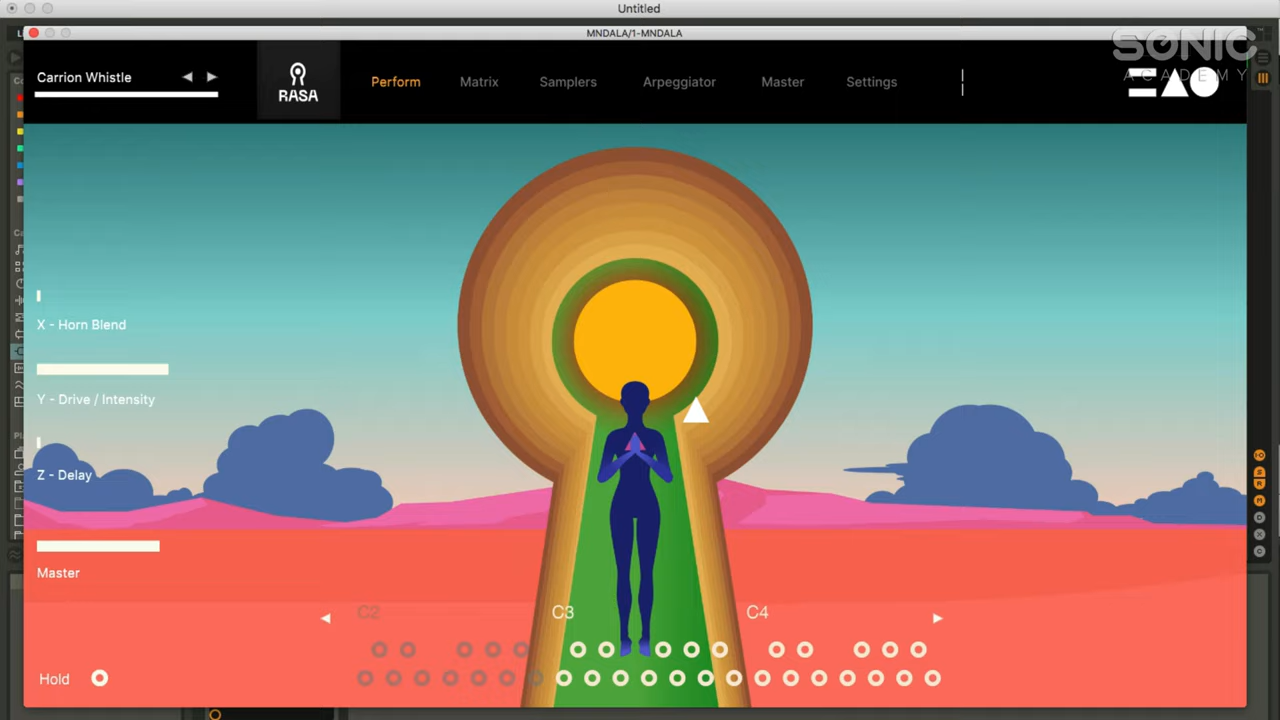 Untitled
MNDALA/1-MNDALA
SONIC
ACADEMY
Carrion Whistle
RASA
Perform
Matrix
Samplers
Arpeggiator
Master
Settings
X - Horn Blend
Y - Drive / Intensity
Z - Delay
Master
C2
C3
C4
Hold